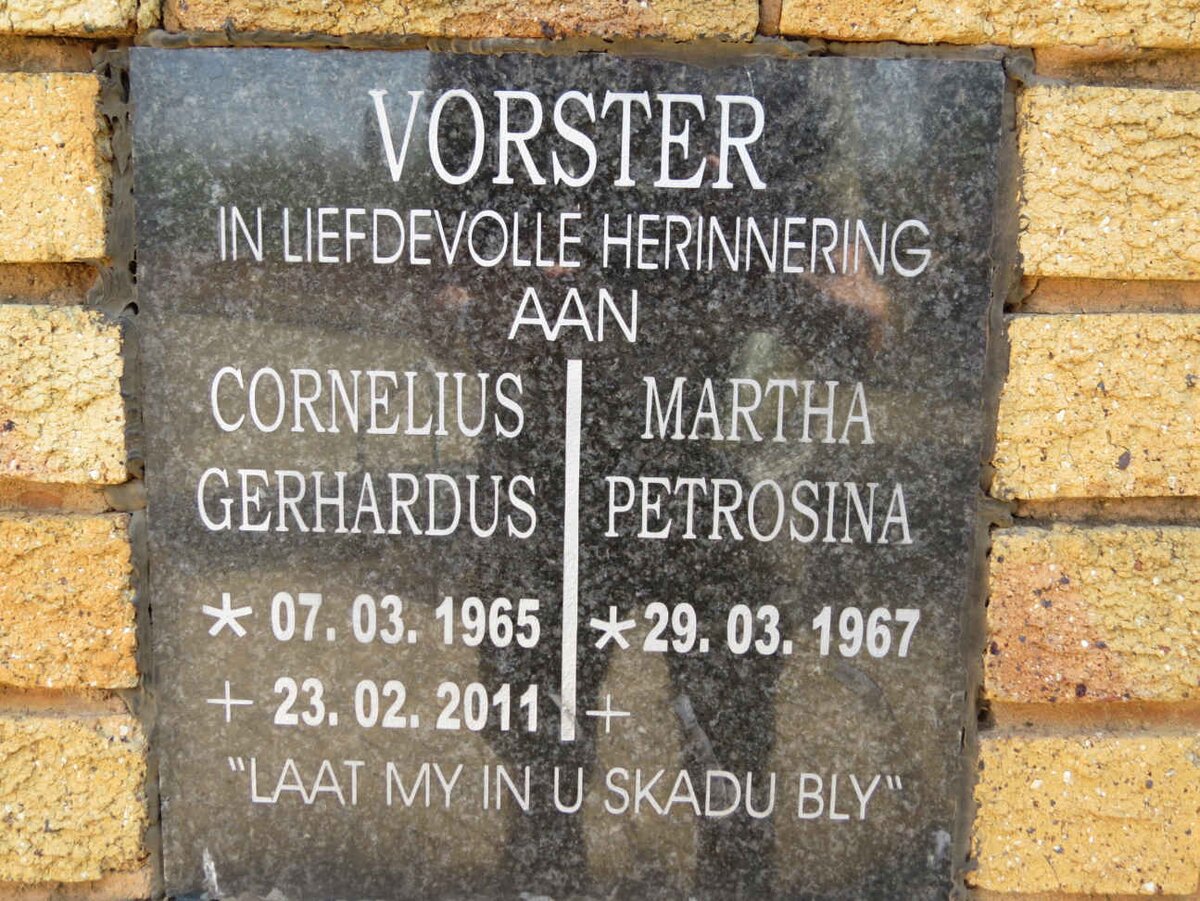 VORSTER
IN LIEFDEVOLLE HERINNERING
AAN
CORNELIUS
GERHARDUS
* 07. 03. 1965
+ 23. 02. 2011
MARTHA
PETROSINA
* 29. 03. 1967
+
"LAAT MY IN U SKADU BLY"